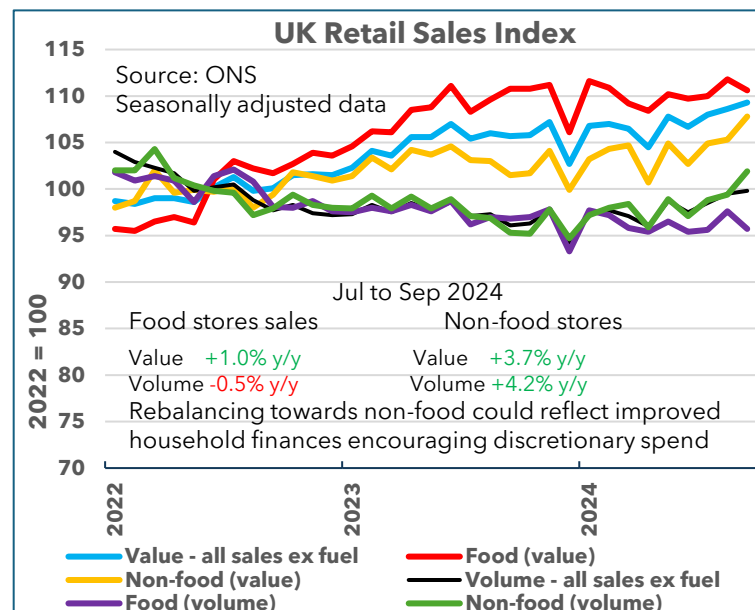 UK Retail Sales Index
Source: ONS
Seasonally adjusted data
115
110
105
100
95
90
85
80
75
70
2022 = 100
Jul to Sep 2024
Food stores sales Non-food stores
Value +1.0% y/y Value +3.7% y/y
Volume -0.5% y/y Volume +4.2% y/y
Rebalancing towards non-food could reflect improved
household finances encouraging discretionary spend
2022 2023 2024
Value - all sales ex fuel Food (value)
Non-food (value) Volume - all sales ex fuel
Food (volume) Non-food (volume)